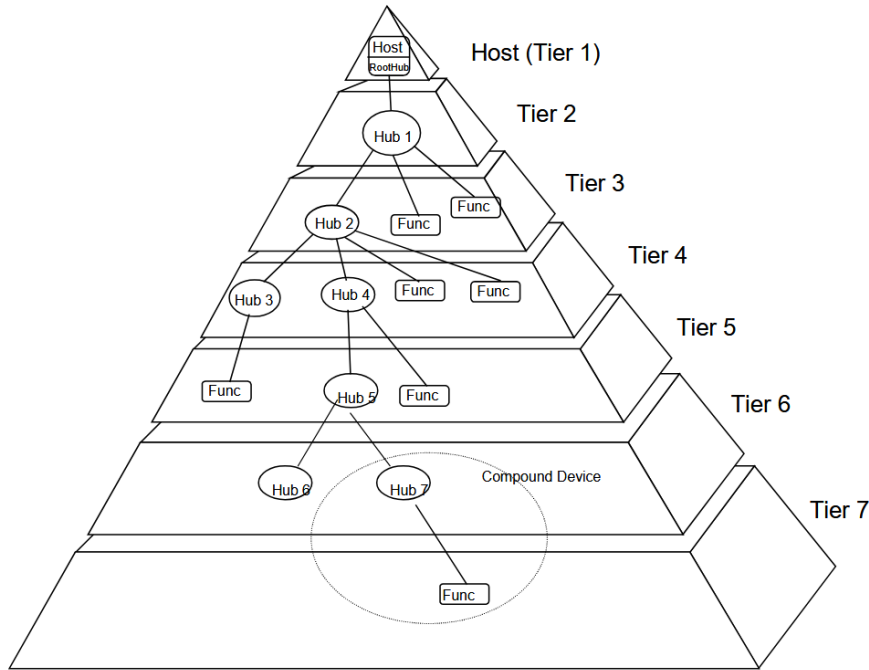 Host
RootHub
Host (Tier 1)
Tier 2
Hub 1
Tier 3
Func
Hub 2
Func
Tier 4
Hub 3
Hub 4
Func
Func
Tier 5
Func
Hub 5
Func
Tier 6
Compound Device
Hub 6
Hub 7
Tier 7
Func